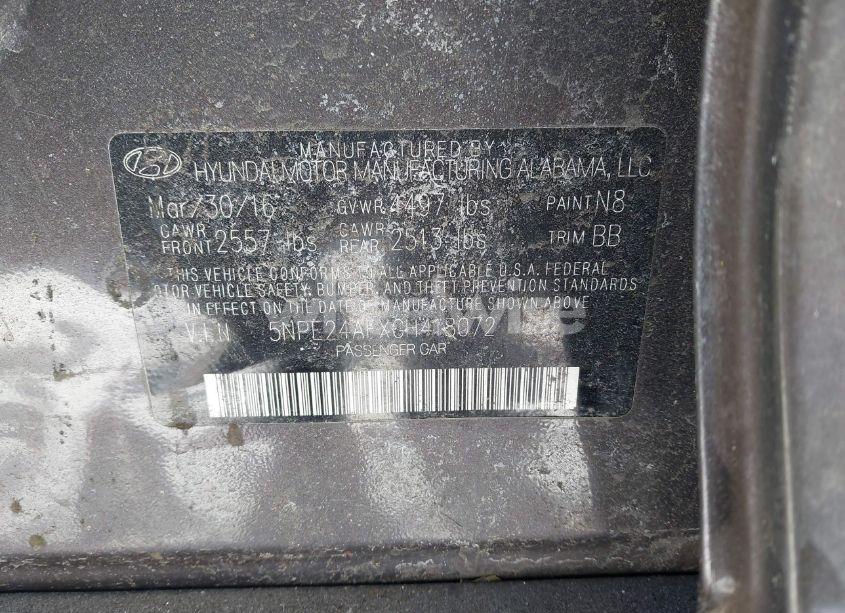 MANUFACTURED BY
HYUNDAI MOTOR MANUFACTURING ALABAMA, LLC
Mar/30/16 GVWR 4497 lbs PAINT N8
GAWR FRONT 2557 lbs GAWR REAR 2513 lbs TRIM BB
THIS VEHICLE CONFORMS TO ALL APPLICABLE U.S.A. FEDERAL
MOTOR VEHICLE SAFETY, BUMPER, AND THEFT PREVENTION STANDARDS
IN EFFECT ON THE DATE OF MANUFACTURE SHOWN ABOVE
V.I.N 5NPE24AFXGH418072
PASSENGER CAR